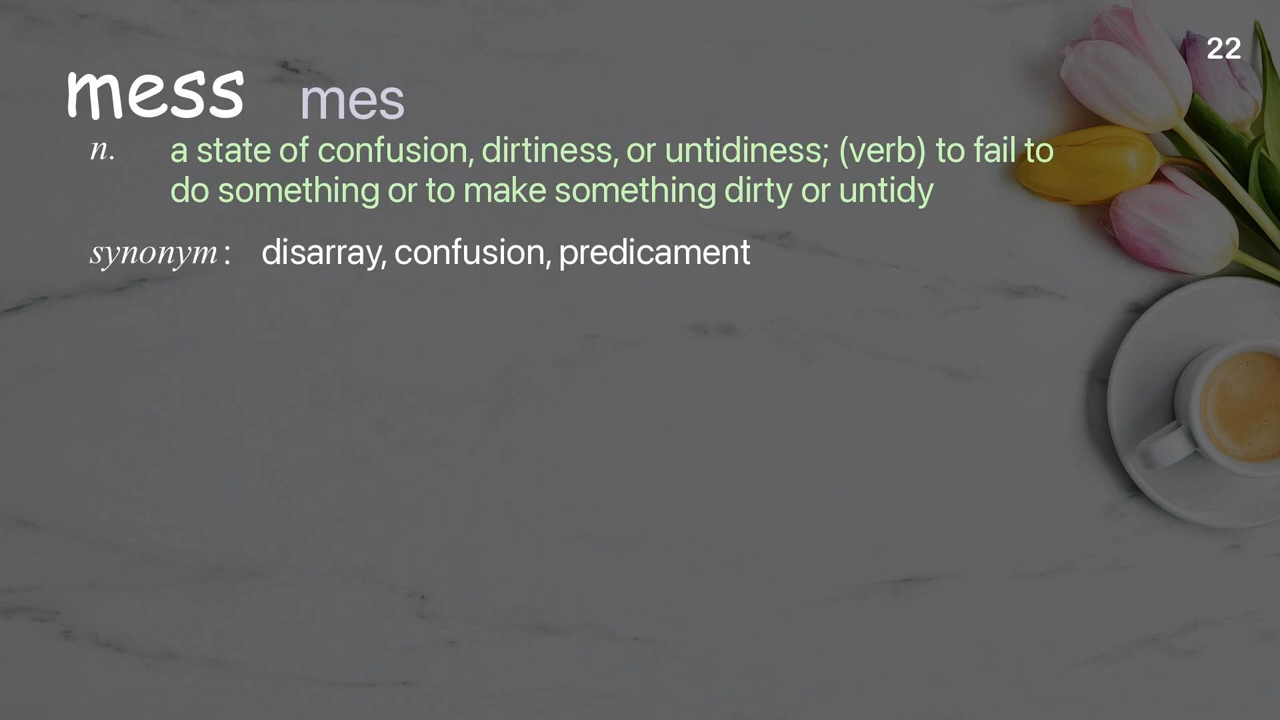 22
mess mes
n. a state of confusion, dirtiness, or untidiness; (verb) to fail to
do something or to make something dirty or untidy
synonym : disarray, confusion, predicament